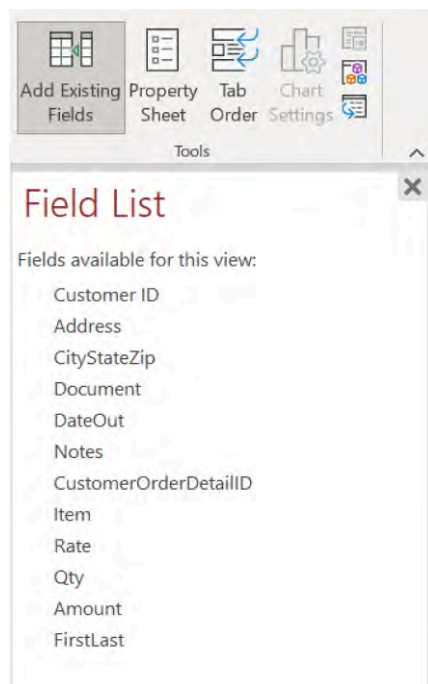 Add Existing Property Tab Chart
Fields Sheet Order Settings
Tools
Field List
Fields available for this view:
Customer ID
Address
CityStateZip
Document
DateOut
Notes
CustomerOrderDetailID
Item
Rate
Qty
Amount
FirstLast